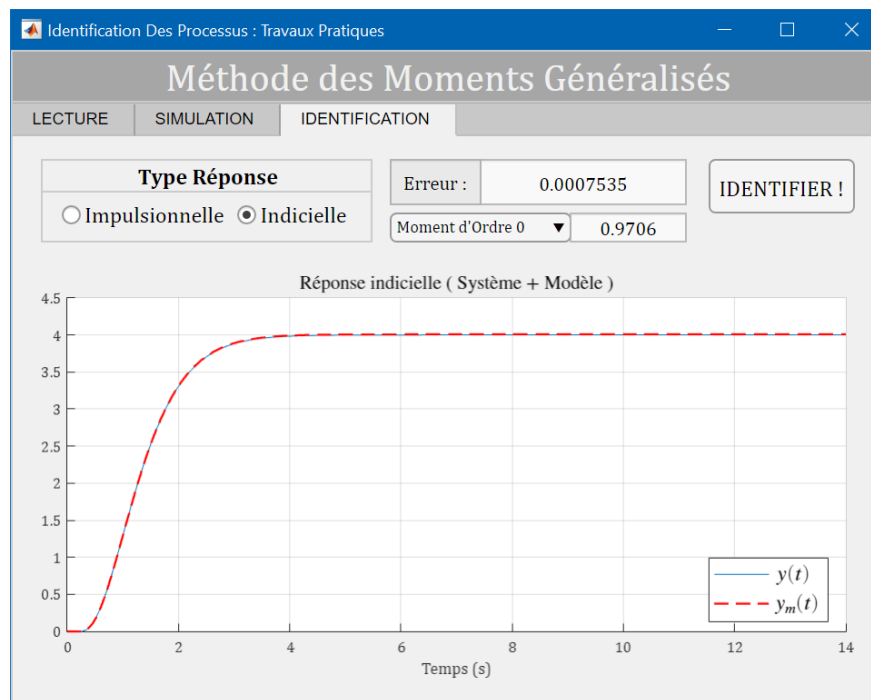 Identification Des Processus : Travaux Pratiques
Méthode des Moments Généralisés
LECTURE SIMULATION IDENTIFICATION
Type Réponse
Impulsionnelle Indicielle
Erreur : 0.0007535
Moment d'Ordre 0 0.9706
IDENTIFIER !
Réponse indicielle ( Système + Modèle )
4.5
4
3.5
3
2.5
2
1.5
1
0.5
0
0 2 4 6 8 10 12 14
Temps (s)
y(t)
y_m(t)